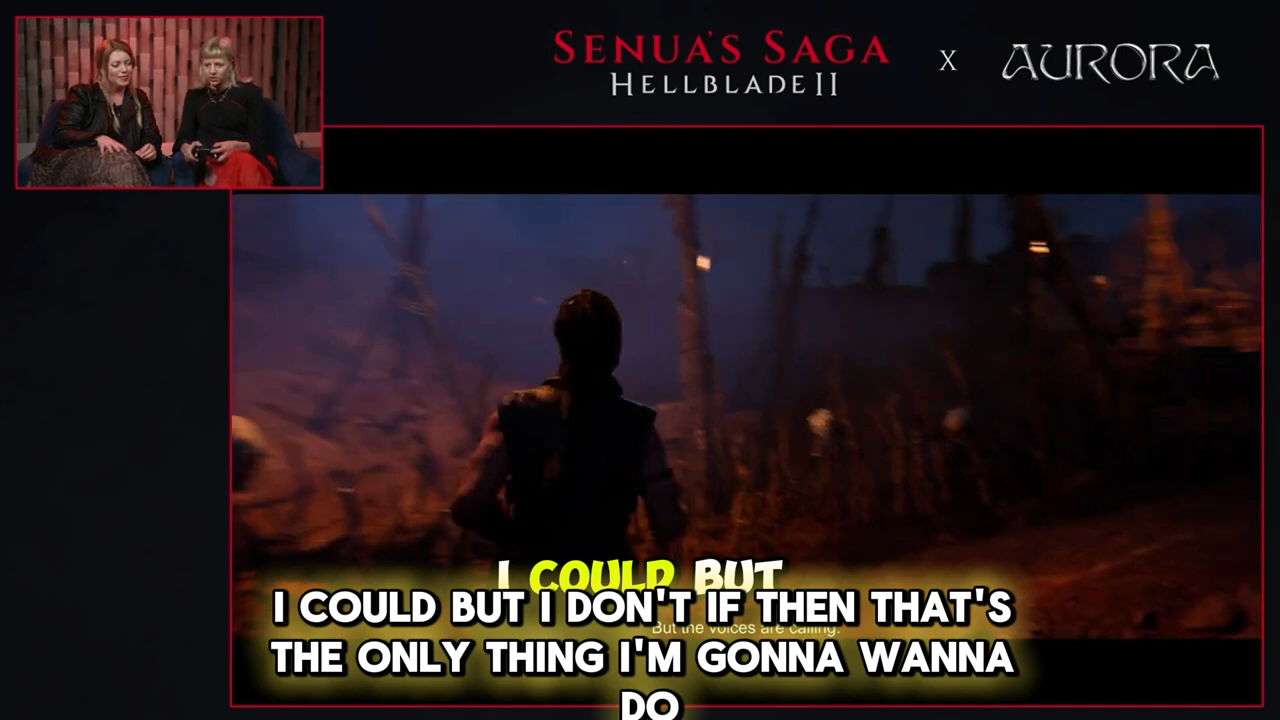 SENUA'S SAGA
HELLBLADE II
X
AURORA
I COULD BUT
I COULD BUT I DON'T IF THEN THAT'S
But the voices are calling.
THE ONLY THING I'M GONNA WANNA
DO